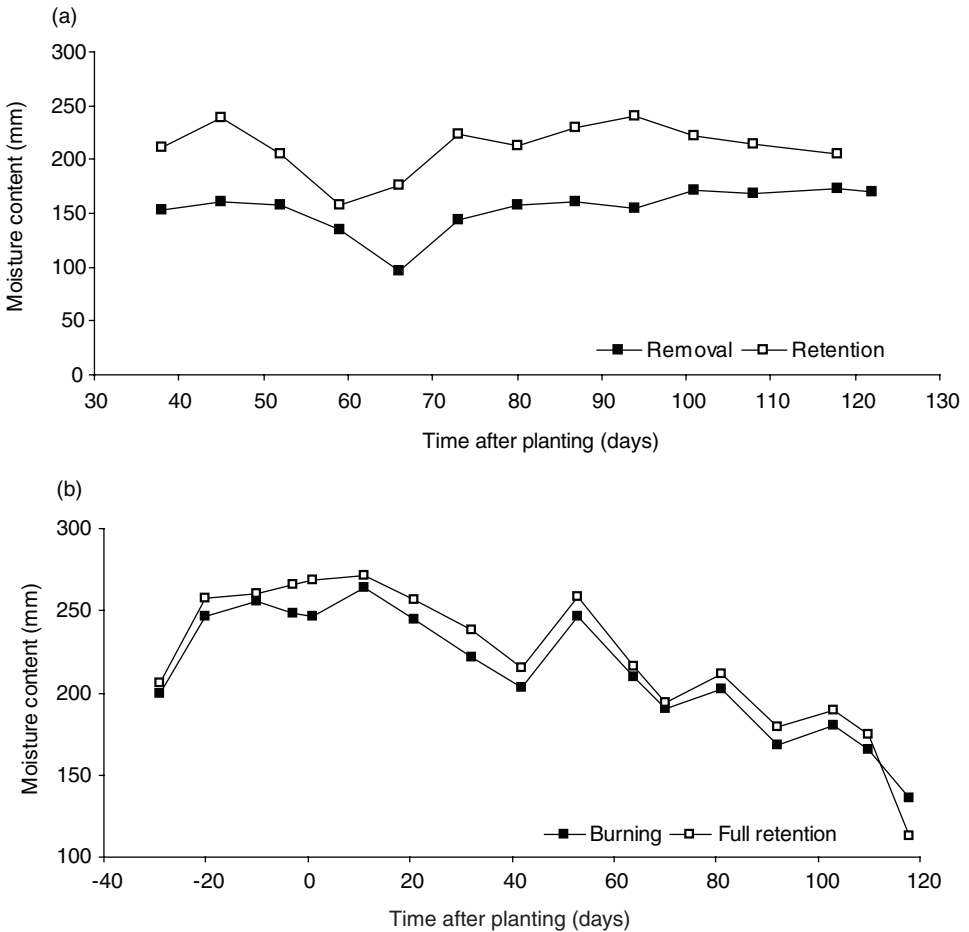 (a)
300
250
200
150
100
50
0
Moisture content (mm)
Removal Retention
30 40 50 60 70 80 90 100 110 120 130
Time after planting (days)
(b)
300
250
200
150
100
Moisture content (mm)
Burning Full retention
-40 -20 0 20 40 60 80 100 120
Time after planting (days)